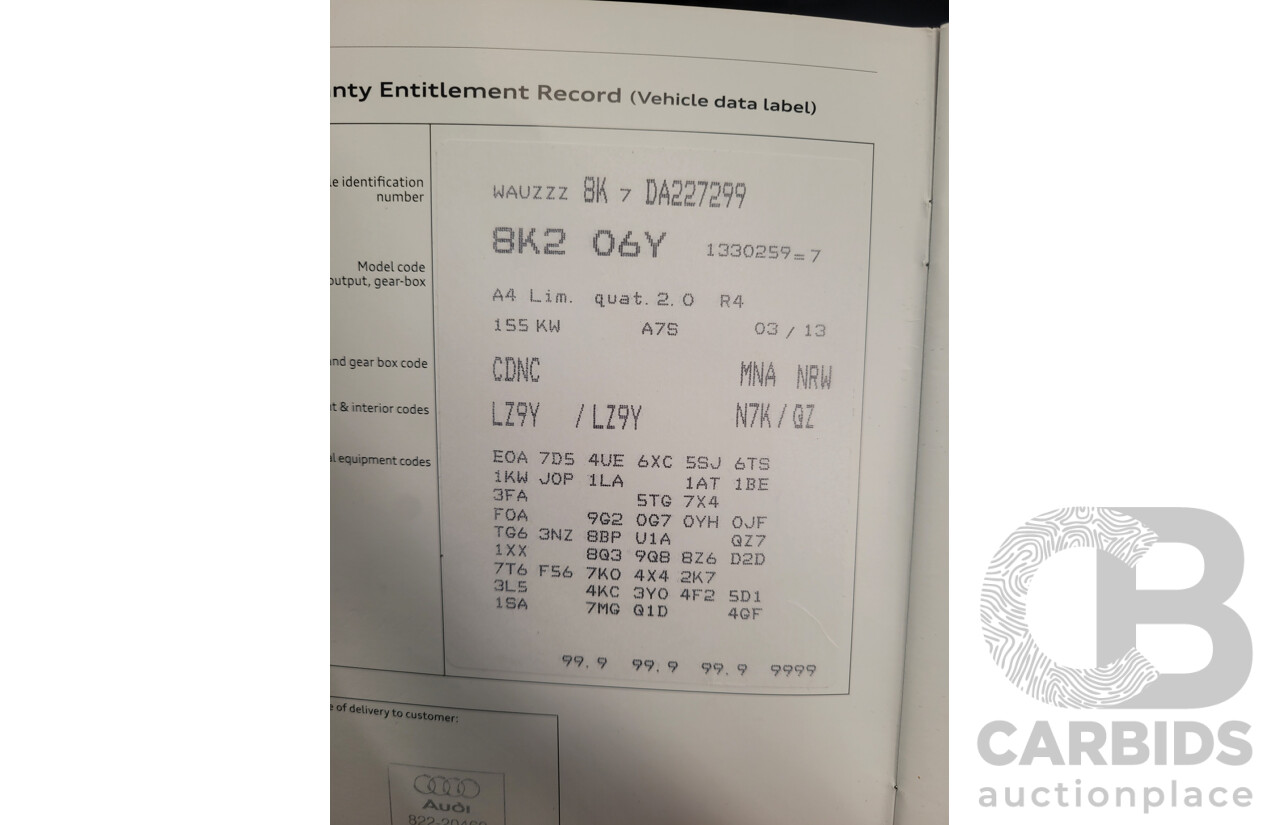 nty Entitlement Record (Vehicle data label)
e identification
number
WAUZZZ 8K 7 DA227299
8K2 06Y 1330259=7
Model code
output, gear-box
A4 Lim. quat. 2.0 R4
155 KW A7S 03 / 13
nd gear box code
CDNC MNA NRW
t & interior codes
LZ9Y / LZ9Y N7K / QZ
l equipment codes
E0A 7D5 4UE 6XC 5SJ 6TS
1KW J0P 1LA 1AT 1BE
3FA 5TG 7X4
F0A 9G2 0G7 0YH 0JF
TG6 3NZ 8BP U1A QZ7
1XX 8Q3 9Q8 8Z6 D2D
7T6 F56 7K0 4X4 2K7
3L5 4KC 3Y0 4F2 5D1
1SA 7MG Q1D 4GF
99.9 99.9 99.9 9999
e of delivery to customer:
Audi
CARBIDS
auctionplace